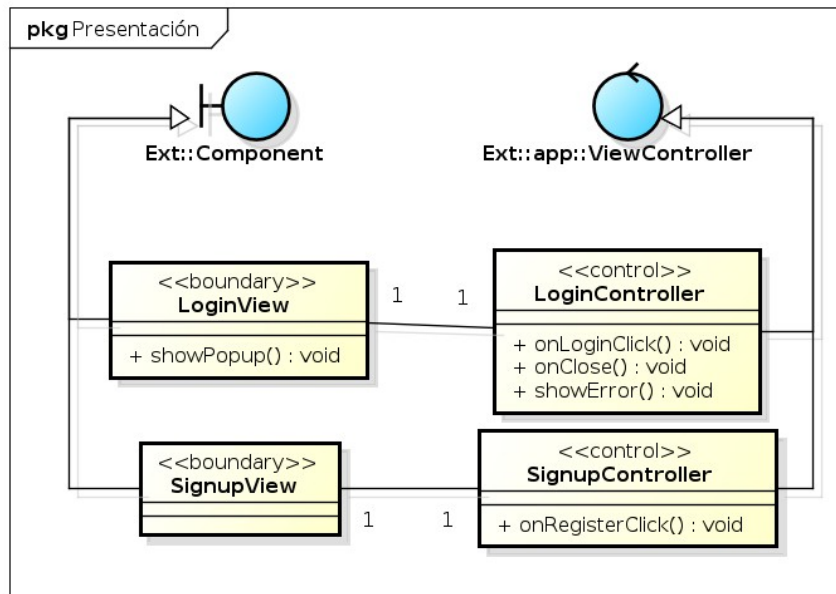 pkg Presentación
Ext::Component
Ext::app::ViewController
<<boundary>>
LoginView
+ showPopup() : void
1
1
<<control>>
LoginController
+ onLoginClick() : void
+ onClose() : void
+ showError() : void
<<boundary>>
SignupView
1
1
<<control>>
SignupController
+ onRegisterClick() : void